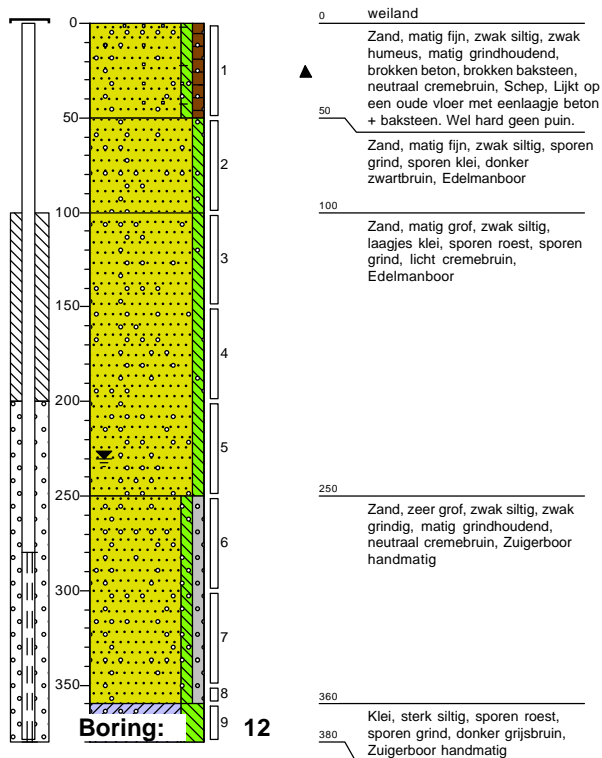 0
50
100
150
200
250
300
350
1
2
3
4
5
6
7
8
9
Boring: 12
0 weiland
Zand, matig fijn, zwak siltig, zwak
humeus, matig grindhoudend,
brokken beton, brokken baksteen,
neutraal cremebruin, Schep, Lijkt op
een oude vloer met eenlaagje beton
+ baksteen. Wel hard geen puin.
50
Zand, matig fijn, zwak siltig, sporen
grind, sporen klei, donker
zwartbruin, Edelmanboor
100
Zand, matig grof, zwak siltig,
laagjes klei, sporen roest, sporen
grind, licht cremebruin,
Edelmanboor
250
Zand, zeer grof, zwak siltig, zwak
grindig, matig grindhoudend,
neutraal cremebruin, Zuigerboor
handmatig
360
Klei, sterk siltig, sporen roest,
sporen grind, donker grijsbruin,
Zuigerboor handmatig
380